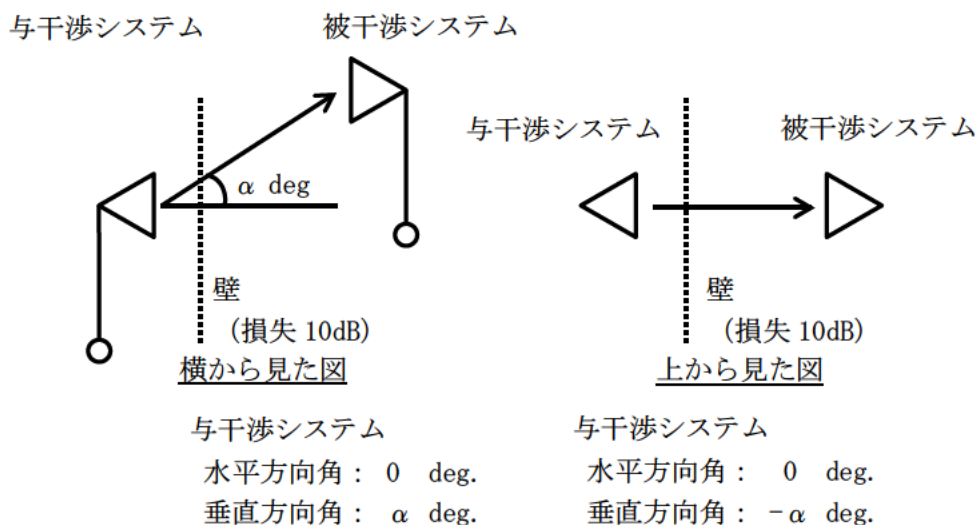 与干渉システム
被干渉システム
α deg
壁
(損失 10dB)
横から見た図
与干渉システム
水平方向角： 0 deg.
垂直方向角： α deg.
与干渉システム
被干渉システム
壁
(損失 10dB)
上から見た図
与干渉システム
水平方向角： 0 deg.
垂直方向角： -α deg.